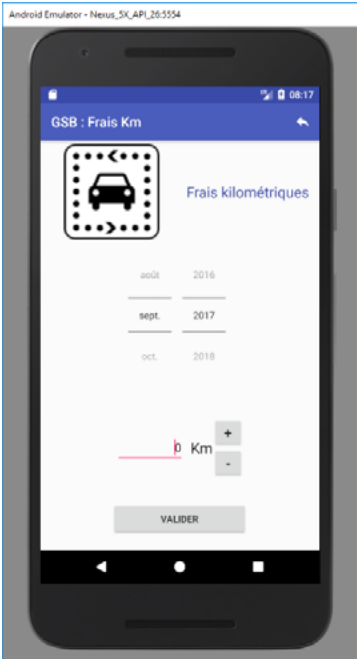 Android Emulator - Nexus_5X_API_26:5554
08:17
GSB : Frais Km
Frais kilométriques
août 2016
sept. 2017
oct. 2018
0 Km
+
-
VALIDER